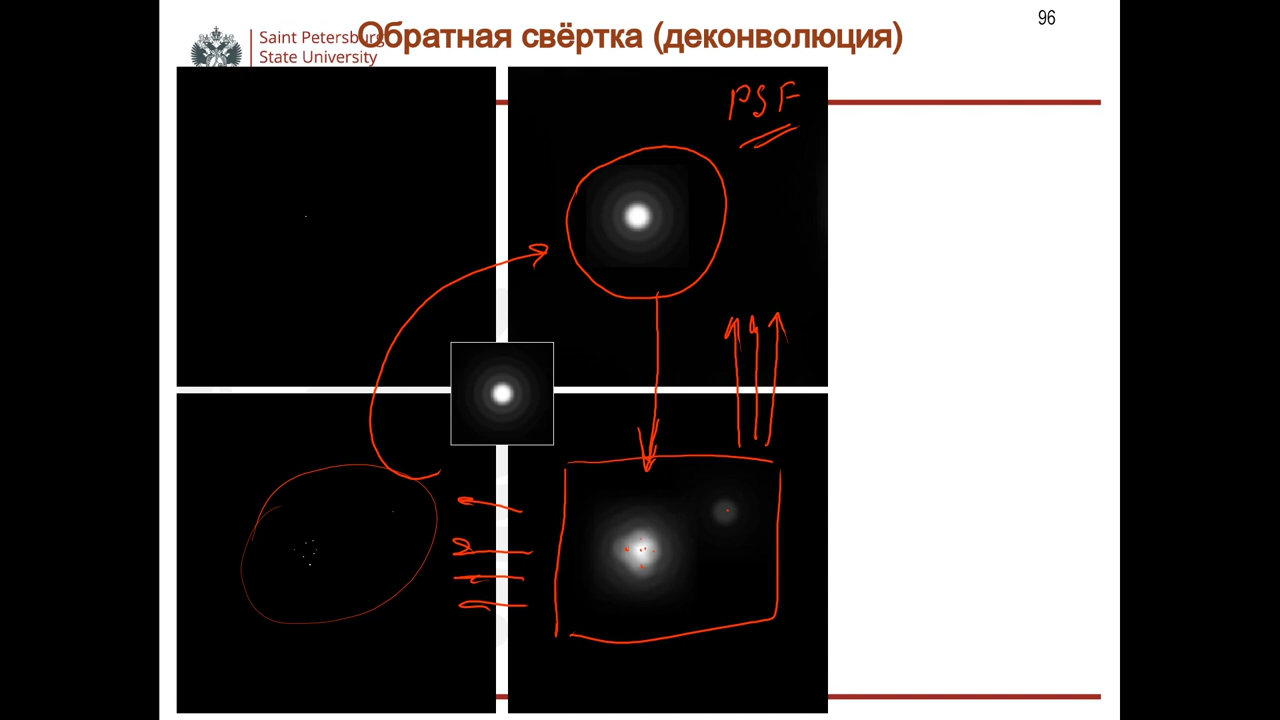 96
Обратная свёртка (деконволюция)
Saint Petersburg
State University
PSF